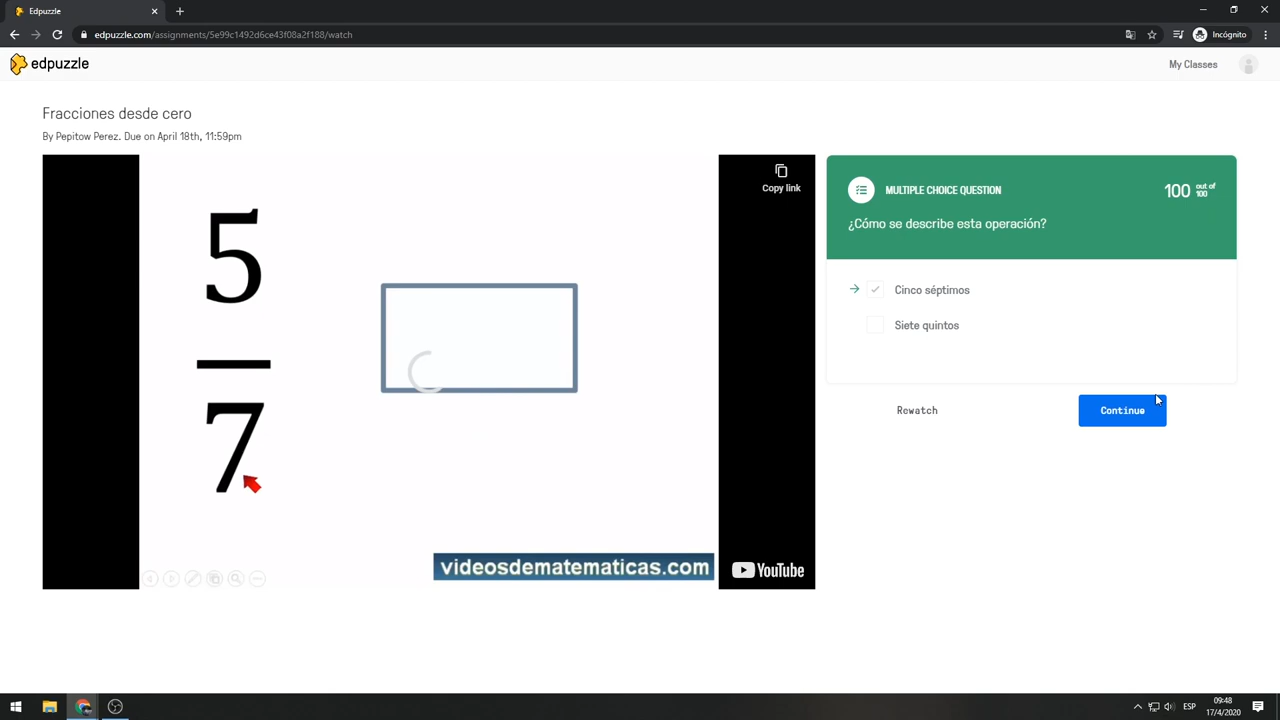 Edpuzzle
edpuzzle.com/assignments/5e99c1492d6ce43f08a2f188/watch
Incógnito
edpuzzle
My Classes
Fracciones desde cero
By Pepitow Perez. Due on April 18th, 11:59pm
Copy link
5
7
videosdematematicas.com
YouTube
MULTIPLE CHOICE QUESTION
100 out of 100
¿Cómo se describe esta operación?
Cinco séptimos
Siete quintos
Rewatch
Continue
ESP
09:48
17/4/2020